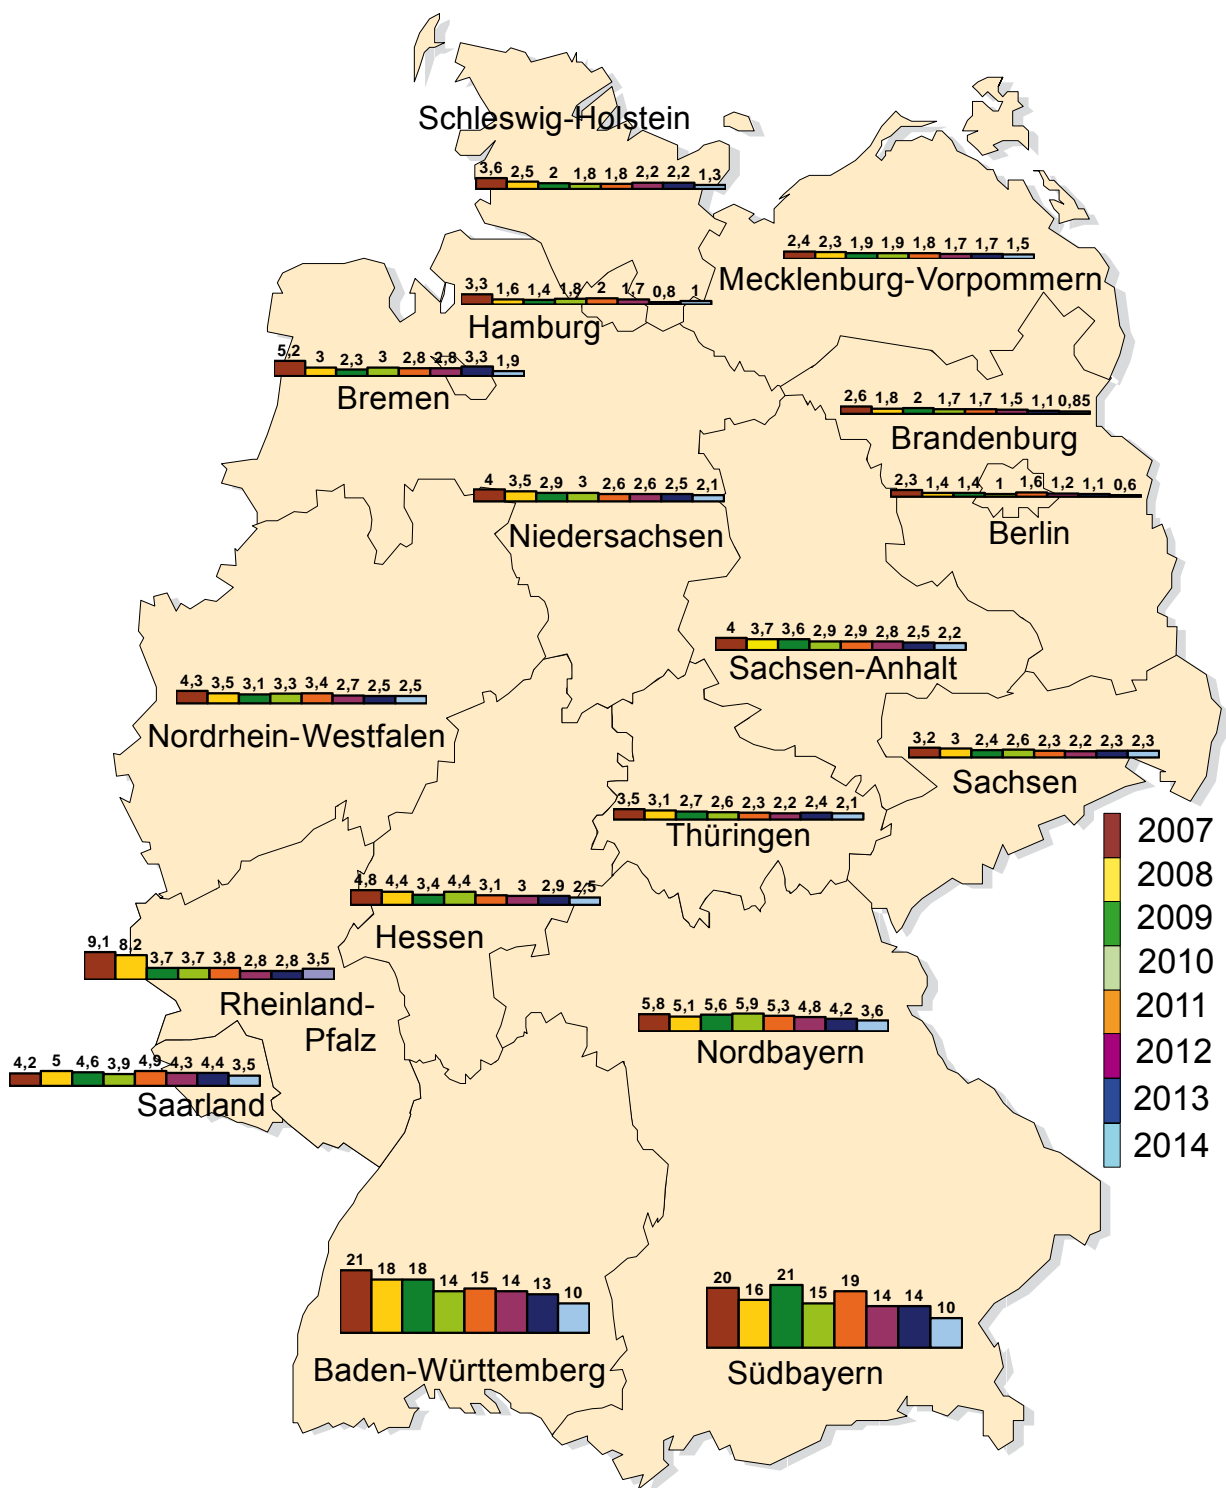 Schleswig-Holstein
3,6 2,5 2 1,8 1,8 2,2 2,2 1,3
2,4 2,3 1,9 1,9 1,8 1,7 1,7 1,5
Mecklenburg-Vorpommern
3,3 1,6 1,4 1,8 2 1,7 0,8 1
Hamburg
5,2 3 2,3 3 2,8 2,8 3,3 1,9
Bremen
2,6 1,8 2 1,7 1,7 1,5 1,1 0,85
Brandenburg
4 3,5 2,9 3 2,6 2,6 2,5 2,1
Niedersachsen
2,3 1,4 1,4 1 1,6 1,2 1,1 0,6
Berlin
4 3,7 3,6 2,9 2,9 2,8 2,5 2,2
Sachsen-Anhalt
4,3 3,5 3,1 3,3 3,4 2,7 2,5 2,5
Nordrhein-Westfalen
3,2 3 2,4 2,6 2,3 2,2 2,3 2,3
Sachsen
3,5 3,1 2,7 2,6 2,3 2,2 2,4 2,1
Thüringen
4,8 4,4 3,4 4,4 3,1 3 2,9 2,5
Hessen
9,1 8,2 3,7 3,7 3,8 2,8 2,8 3,5
Rheinland-
Pfalz
5,8 5,1 5,6 5,9 5,3 4,8 4,2 3,6
Nordbayern
4,2 5 4,6 3,9 4,9 4,3 4,4 3,5
Saarland
21 18 18 14 15 14 13 10
Baden-Württemberg
20 16 21 15 19 14 14 10
Südbayern
2007
2008
2009
2010
2011
2012
2013
2014